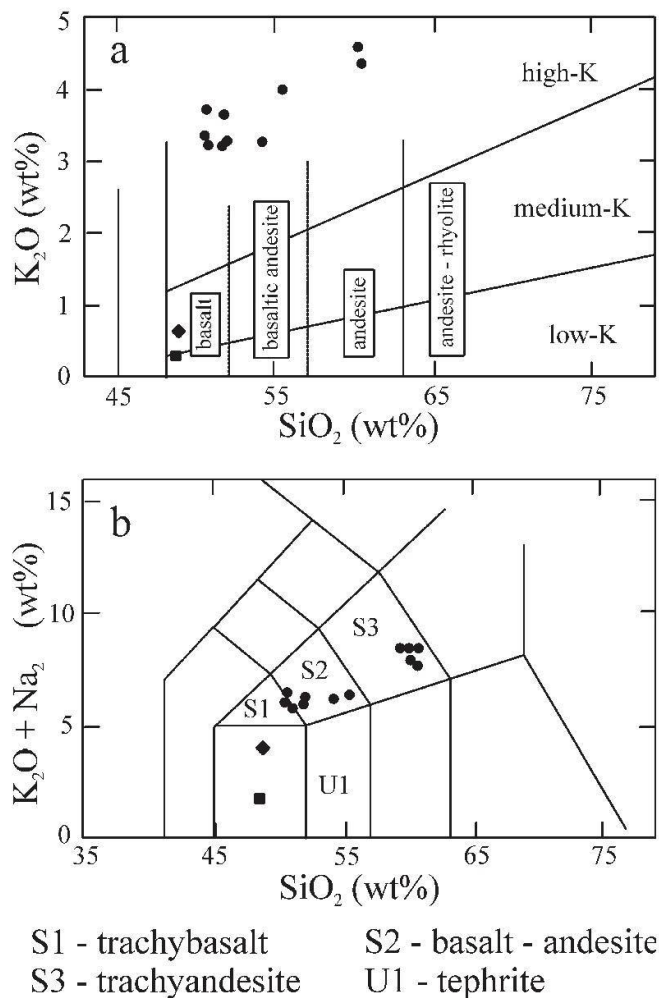 5
a
4
high-K
3
K₂O (wt%)
medium-K
2
basalt
basaltic andesite
andesite
andesite - rhyolite
1
low-K
0
45 55 65 75
SiO₂ (wt%)
15
b
K₂O + Na₂ (wt%)
10
S3
S2
S1
5
U1
0
35 45 55 65 75
SiO₂ (wt%)
S1 - trachybasalt S2 - basalt - andesite
S3 - trachyandesite U1 - tephrite